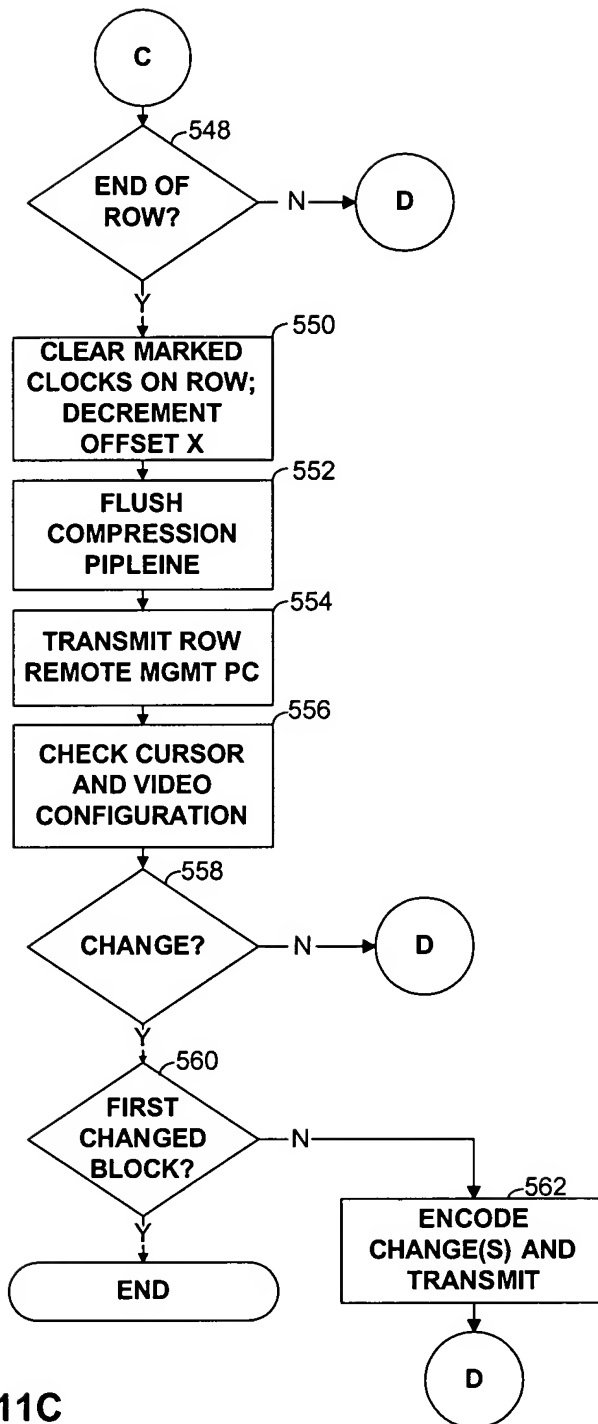 C
548
END OF
ROW?
N
D
Y
550
CLEAR MARKED
CLOCKS ON ROW;
DECREMENT
OFFSET X
552
FLUSH
COMPRESSION
PIPLEINE
554
TRANSMIT ROW
REMOTE MGMT PC
556
CHECK CURSOR
AND VIDEO
CONFIGURATION
558
CHANGE?
N
D
Y
560
FIRST
CHANGED
BLOCK?
N
Y
562
ENCODE
CHANGE(S) AND
TRANSMIT
END
D
11C